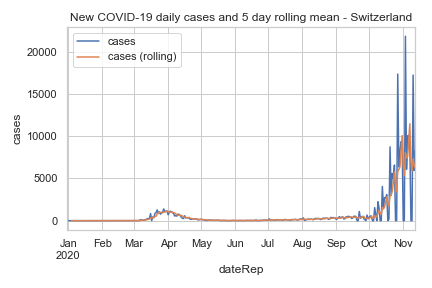 New COVID-19 daily cases and 5 day rolling mean - Switzerland
cases
cases (rolling)
20000
15000
10000
5000
0
cases
Jan Feb Mar Apr May Jun Jul Aug Sep Oct Nov
2020
dateRep